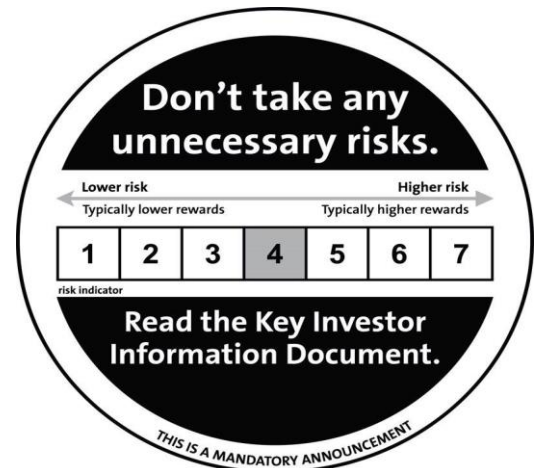 Don't take any
unnecessary risks.
Lower risk Higher risk
Typically lower rewards Typically higher rewards
1 2 3 4 5 6 7
risk indicator
Read the Key Investor
Information Document.
THIS IS A MANDATORY ANNOUNCEMENT